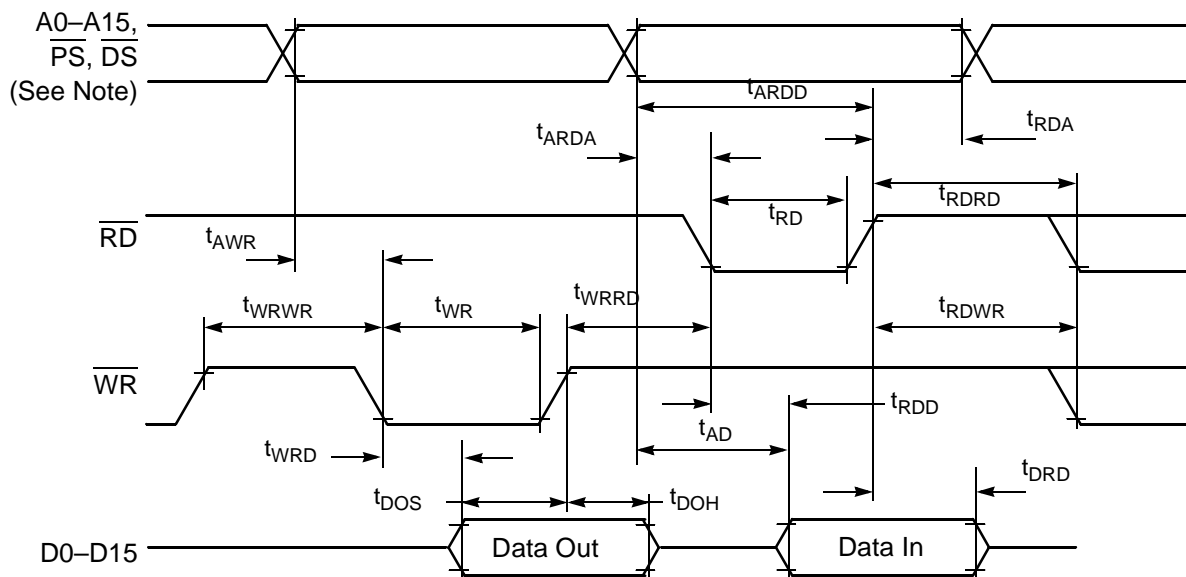 A0–A15,
PS, DS
(See Note)
tARDD
tRDA
tARDA
tRDRD
tRD
RD
tAWR
tWRRD
tWRWR
tWR
tRDWR
WR
tRDD
tAD
tWRD
tDRD
tDOS
tDOH
D0–D15
Data Out
Data In